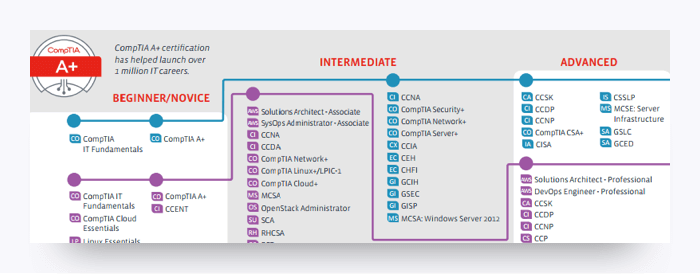 CompTIA
A+
CompTIA A+ certification
has helped launch over
1 million IT careers.
BEGINNER/NOVICE
INTERMEDIATE
ADVANCED
CO CompTIA
IT Fundamentals
CO CompTIA A+
CO CompTIA IT
Fundamentals
CO CompTIA Cloud
Essentials
LP Linux Essentials
CO CompTIA A+
CI CCENT
AWS Solutions Architect - Associate
AWS SysOps Administrator - Associate
CI CCNA
CI CCDA
CO CompTIA Network+
CO CompTIA Linux+/LPIC-1
CO CompTIA Cloud+
MS MCSA
OS OpenStack Administrator
SU SCA
RH RHCSA
CI CCNA
CO CompTIA Security+
CO CompTIA Network+
CO CompTIA Server+
CX CCIA
EC CEH
EC CHFI
GI GCIH
GI GSEC
GI GISP
MS MCSA: Windows Server 2012
CA CCSK
CI CCDP
CI CCNP
CO CompTIA CSA+
IA CISA
IS CSSLP
MS MCSE: Server
Infrastructure
SA GSLC
SA GCED
AWS Solutions Architect - Professional
AWS DevOps Engineer - Professional
CA CCSK
CI CCDP
CI CCNP
CS CCP